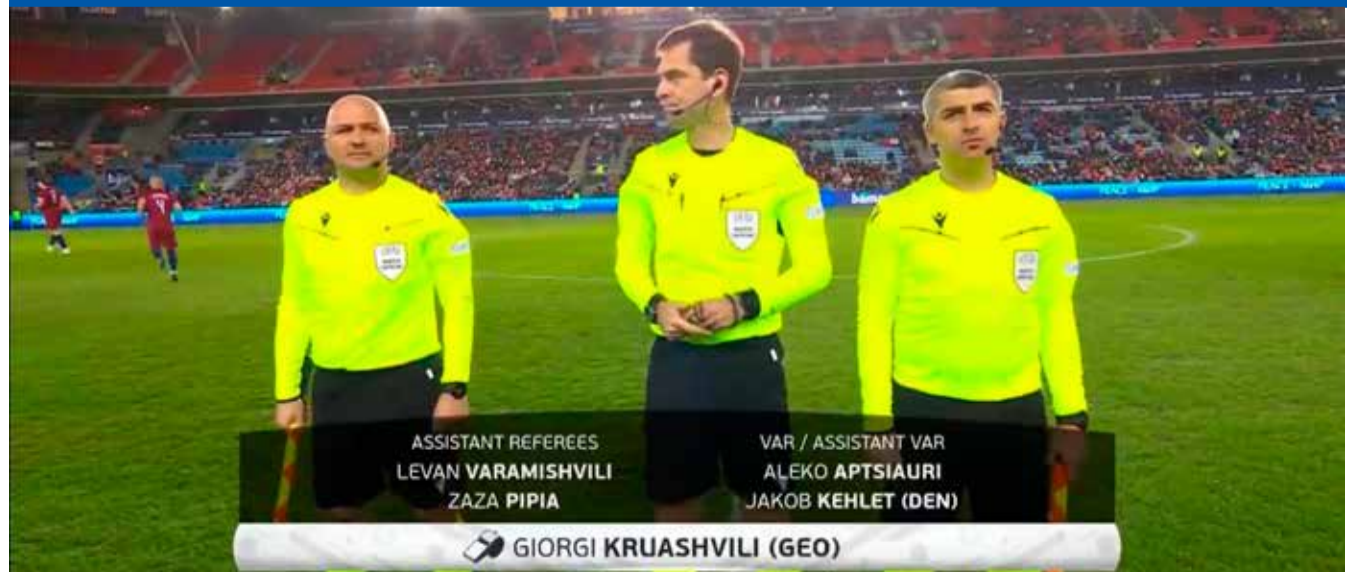 ASSISTANT REFEREES
LEVAN VARAMISHVILI
ZAZA PIPIA
VAR / ASSISTANT VAR
ALEKO APTSIAURI
JAKOB KEHLET (DEN)
GIORGI KRUASHVILI (GEO)